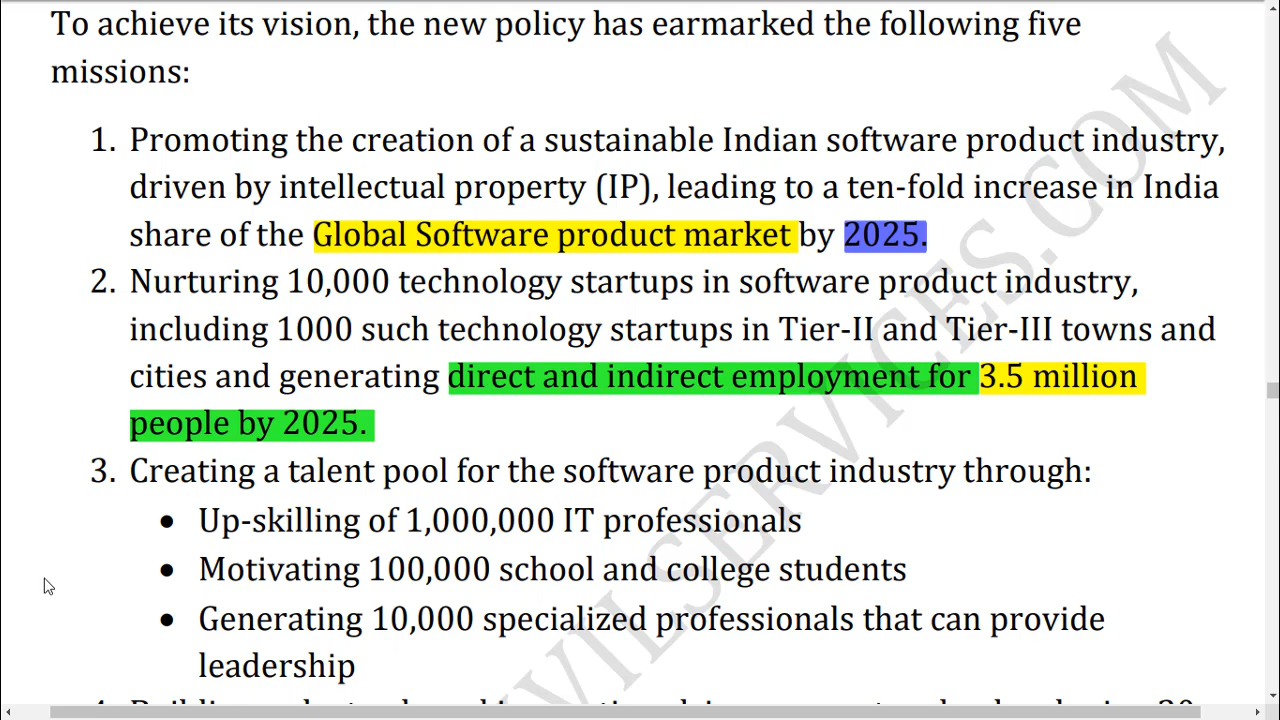 To achieve its vision, the new policy has earmarked the following five
missions:
1. Promoting the creation of a sustainable Indian software product industry,
driven by intellectual property (IP), leading to a ten-fold increase in India
share of the Global Software product market by 2025.
2. Nurturing 10,000 technology startups in software product industry,
including 1000 such technology startups in Tier-II and Tier-III towns and
cities and generating direct and indirect employment for 3.5 million
people by 2025.
3. Creating a talent pool for the software product industry through:
• Up-skilling of 1,000,000 IT professionals
• Motivating 100,000 school and college students
• Generating 10,000 specialized professionals that can provide
leadership
VILSERVICES.COM